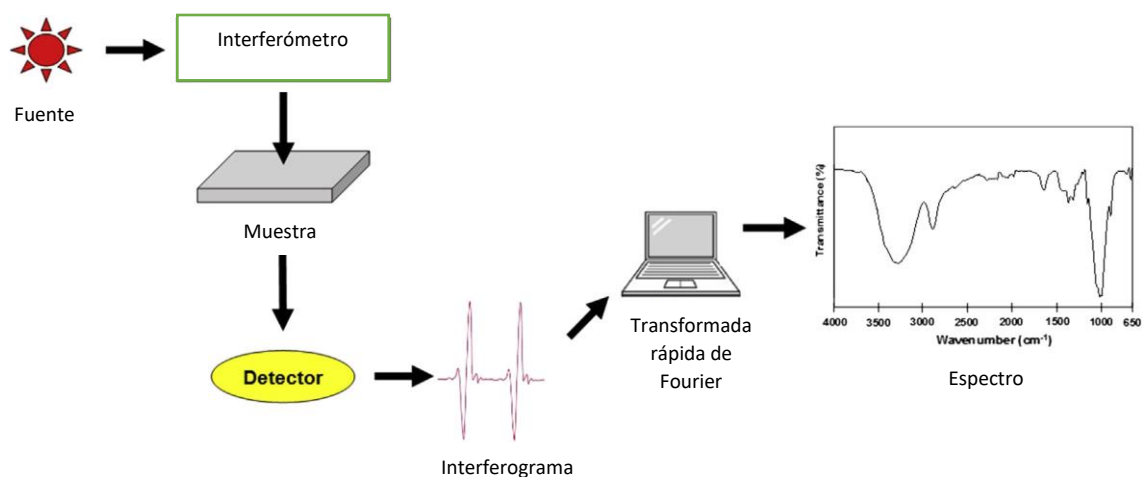 Interferómetro
Fuente
Muestra
Detector
Interferograma
Transformada
rápida de
Fourier
Transmittance (%)
4000 3500 3000 2500 2000 1500 1000 650
Wavenumber (cm⁻¹)
Espectro